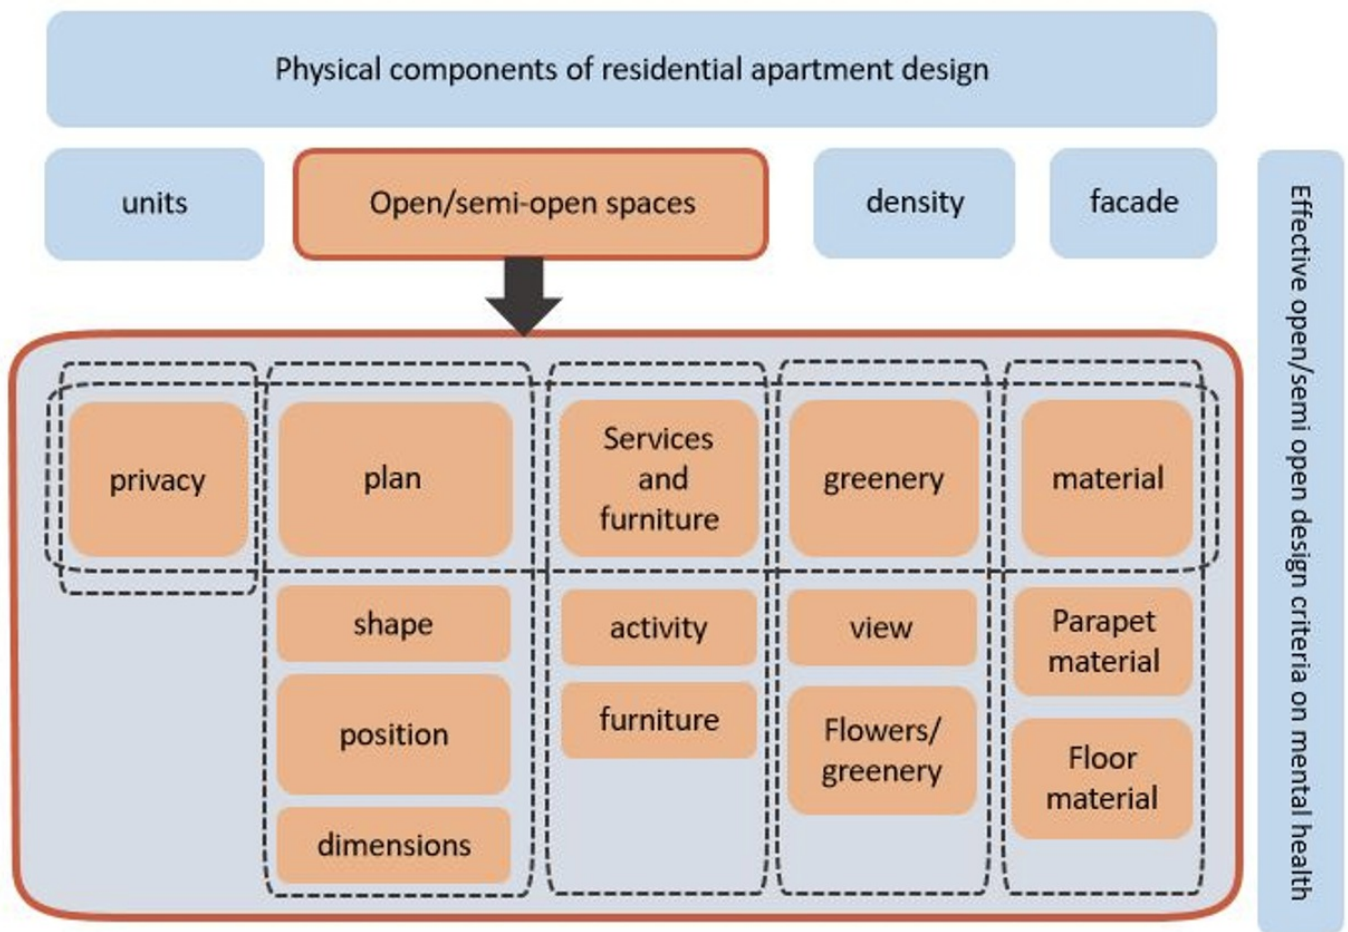 Physical components of residential apartment design
units
Open/semi-open spaces
density
facade
Effective open/semi open design criteria on mental health
privacy
plan
Services
and
furniture
greenery
material
shape
position
dimensions
activity
furniture
view
Flowers/
greenery
Parapet
material
Floor
material